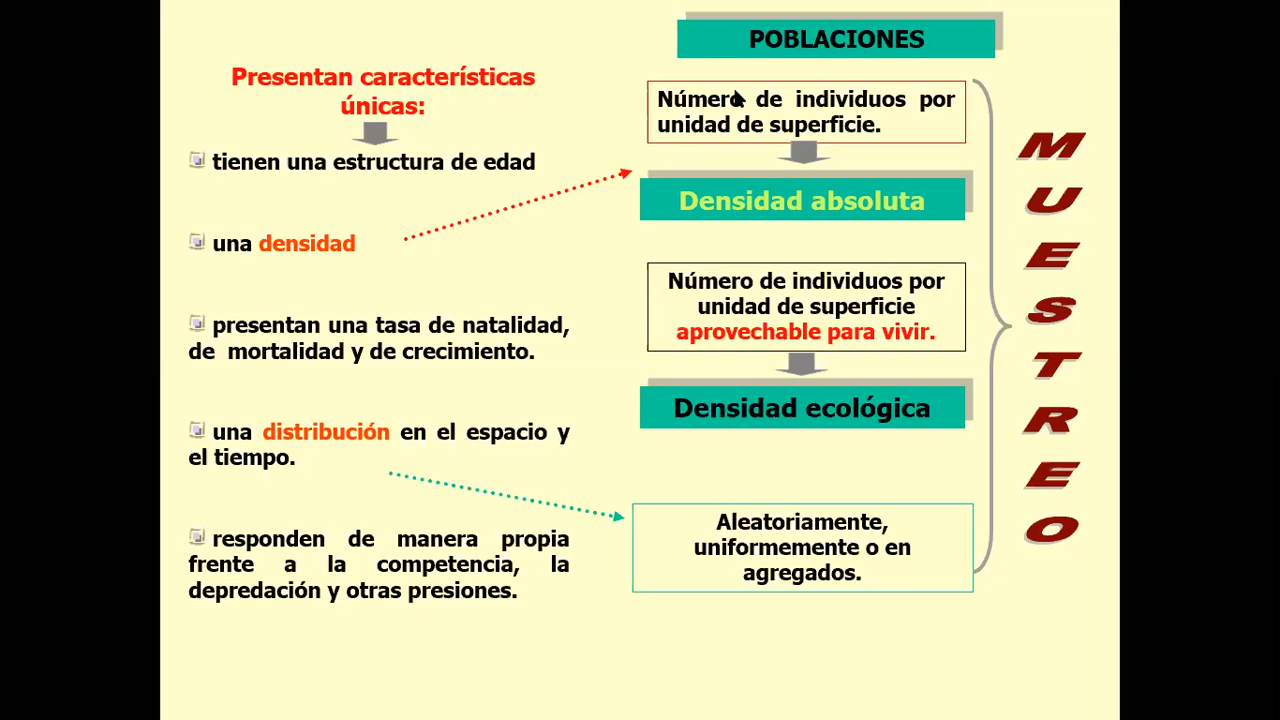 POBLACIONES
Presentan características
únicas:
tienen una estructura de edad
una densidad
presentan una tasa de natalidad,
de mortalidad y de crecimiento.
una distribución en el espacio y
el tiempo.
responden de manera propia
frente a la competencia, la
depredación y otras presiones.
Número de individuos por
unidad de superficie.
Densidad absoluta
Número de individuos por
unidad de superficie
aprovechable para vivir.
Densidad ecológica
Aleatoriamente,
uniformemente o en
agregados.
MUESTREO